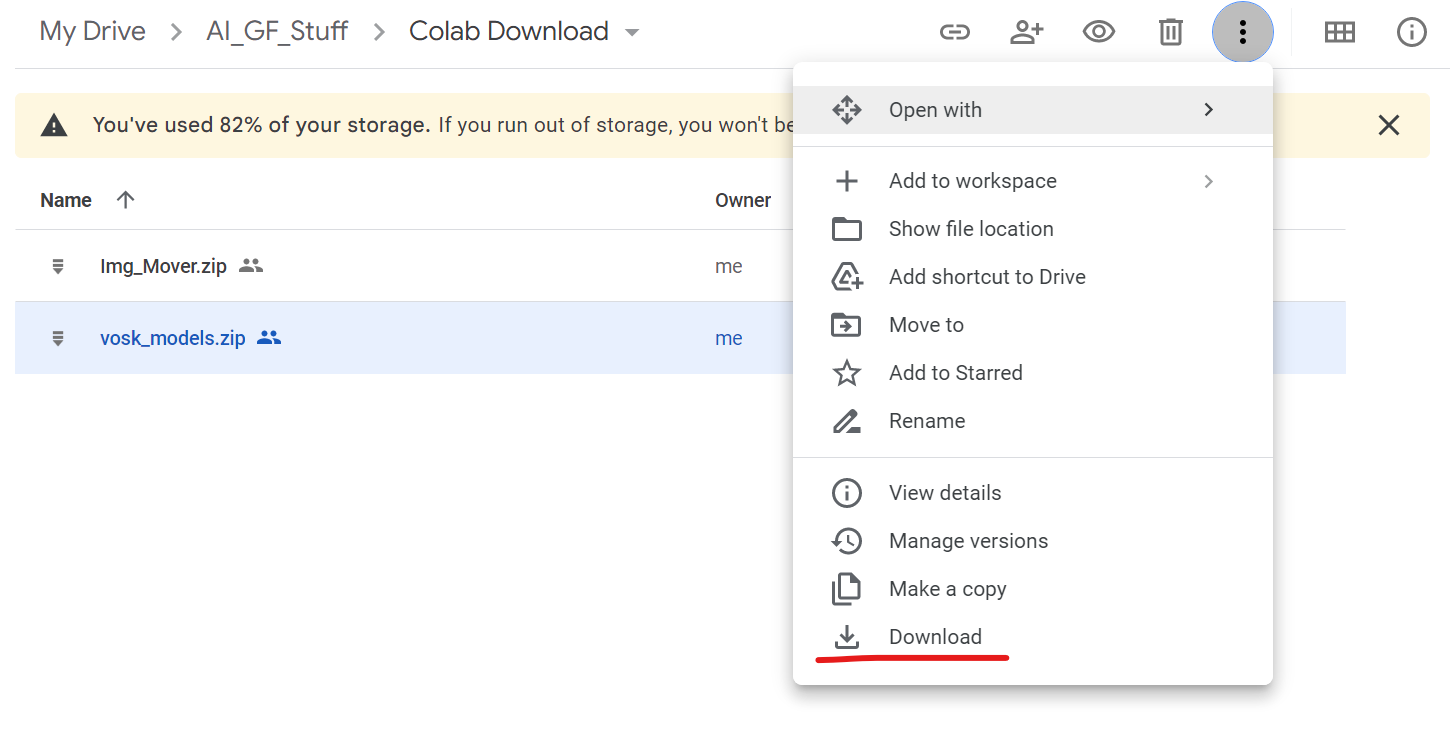 My Drive > AI_GF_Stuff > Colab Download
You've used 82% of your storage. If you run out of storage, you won't be
Name Owner
Img_Mover.zip me
vosk_models.zip me
Open with
Add to workspace
Show file location
Add shortcut to Drive
Move to
Add to Starred
Rename
View details
Manage versions
Make a copy
Download